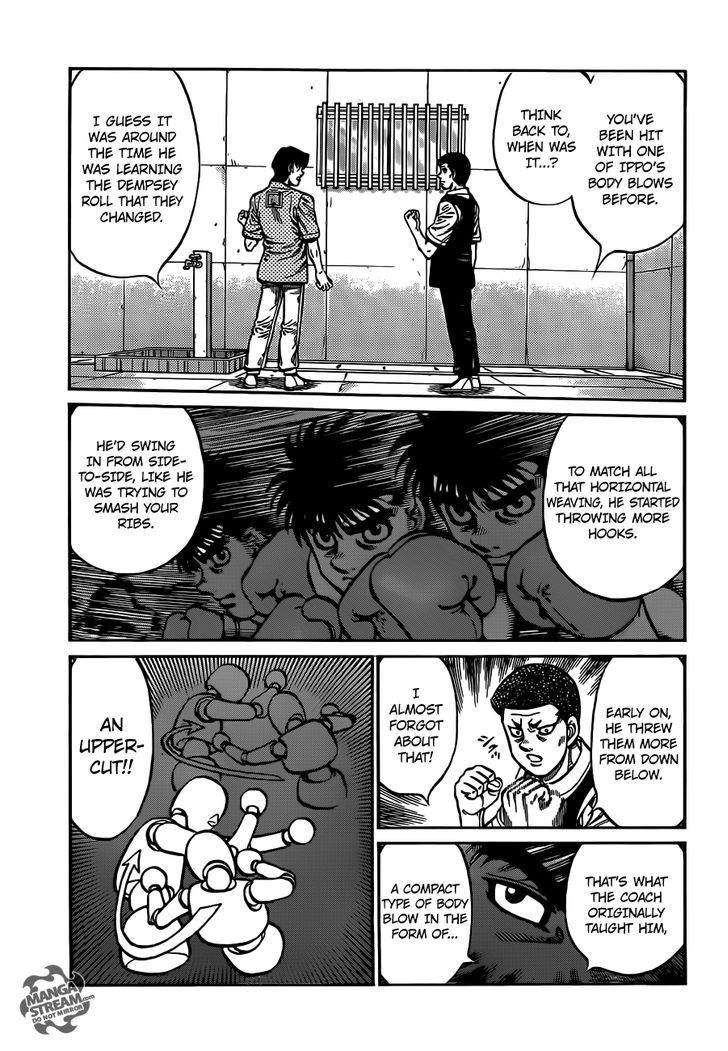 YOU'VE
BEEN HIT
WITH ONE
OF IPPO'S
BODY BLOWS
BEFORE.
THINK
BACK TO,
WHEN WAS
IT...?
I GUESS IT
WAS AROUND
THE TIME HE
WAS LEARNING
THE DEMPSEY
ROLL THAT THEY
CHANGED.
TO MATCH ALL
THAT HORIZONTAL
WEAVING, HE STARTED
THROWING MORE
HOOKS.
HE'D SWING
IN FROM SIDE-
TO-SIDE, LIKE HE
WAS TRYING TO
SMASH YOUR
RIBS.
EARLY ON,
HE THREW
THEM MORE
FROM DOWN
BELOW.
I
ALMOST
FORGOT
ABOUT
THAT!
THAT'S WHAT
THE COACH
ORIGINALLY
TAUGHT HIM,
A COMPACT
TYPE OF BODY
BLOW IN THE
FORM OF...
AN
UPPER-
CUT!!
MANGA
STREAM.com
DO NOT MIRROR